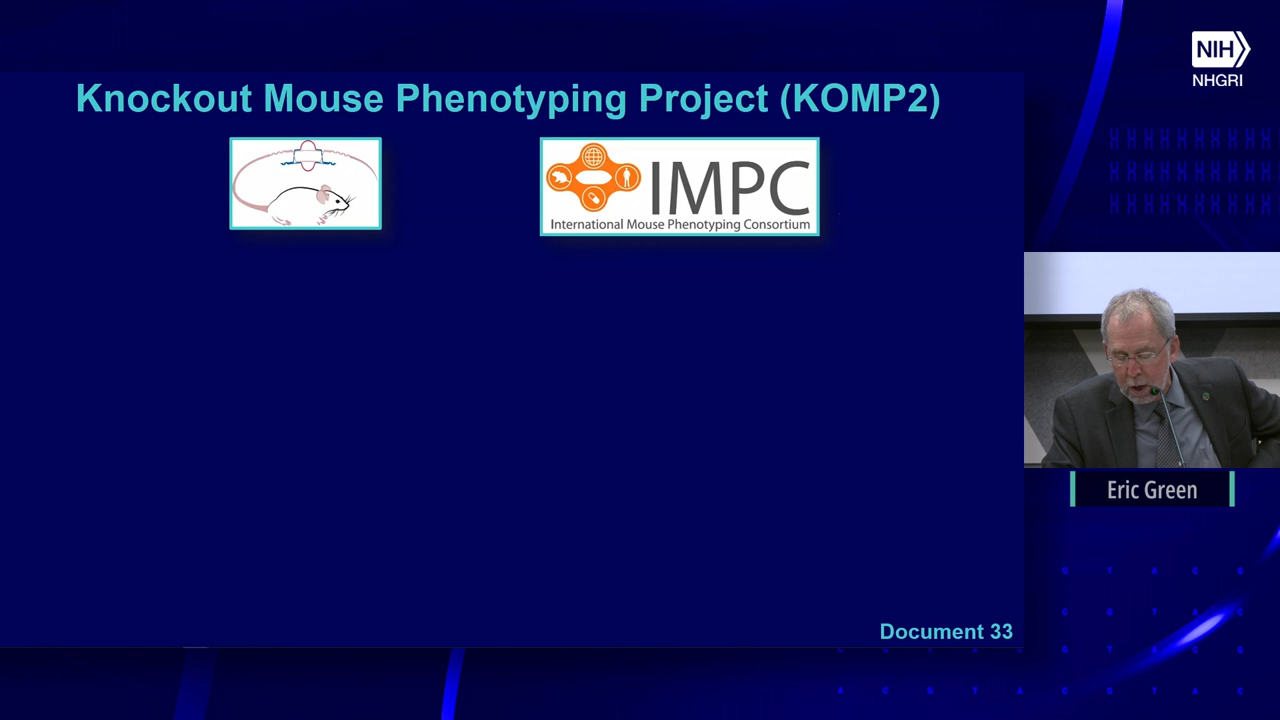 NIH
NHGRI
Knockout Mouse Phenotyping Project (KOMP2)
IMPC
International Mouse Phenotyping Consortium
Eric Green
Document 33